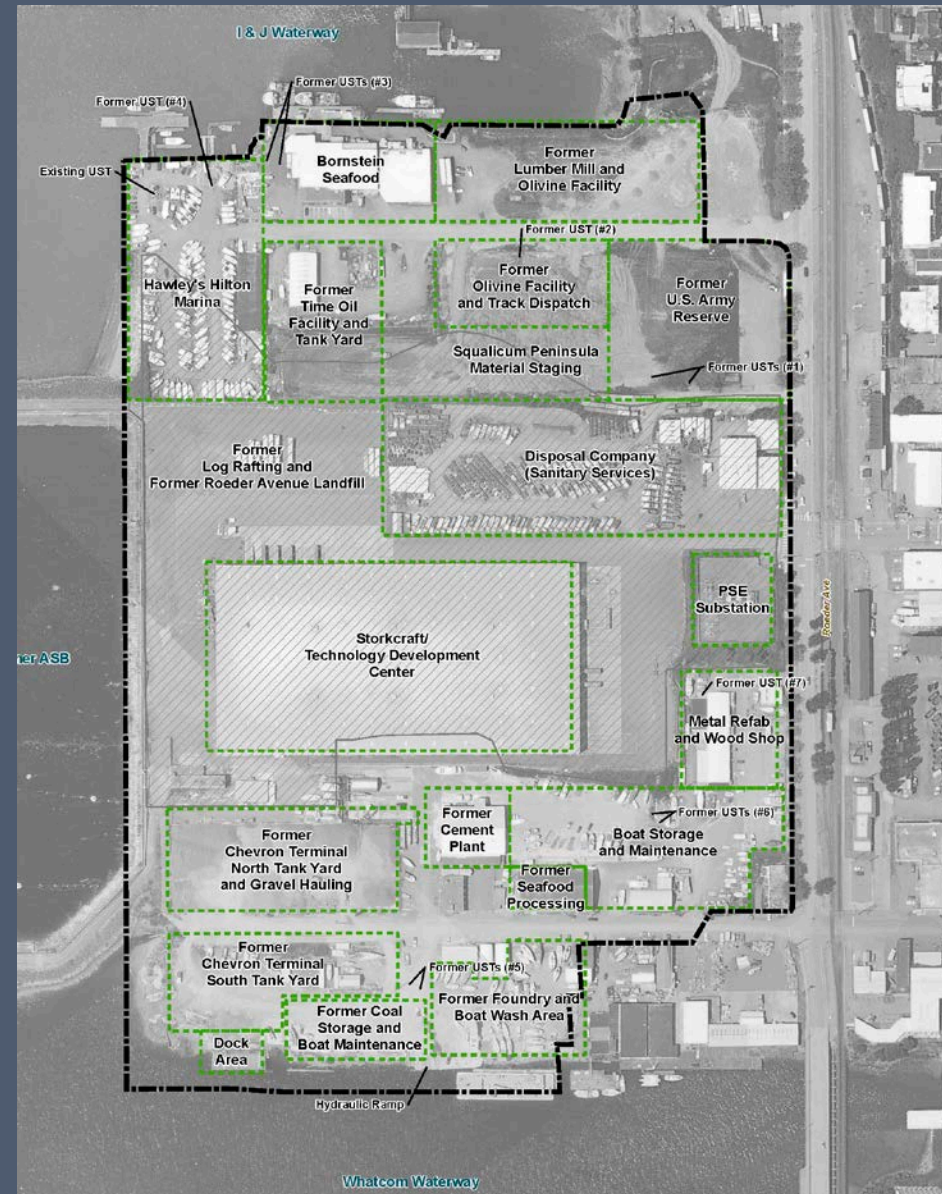 I & J Waterway
Former USTs (#3)
Former UST (#4)
Existing UST
Bornstein
Seafood
Former
Lumber Mill and
Olivine Facility
Former UST (#2)
Hawley's Hilton
Marina
Former
Time Oil
Facility and
Tank Yard
Former
Olivine Facility
and Track Dispatch
Former
U.S. Army
Reserve
Squalicum Peninsula
Material Staging
Former USTs (#1)
Former
Log Rafting and
Former Roeder Avenue Landfill
Disposal Company
(Sanitary Services)
PSE
Substation
Roeder Ave
Storkcraft/
Technology Development
Center
ner ASB
Former UST (#7)
Metal Refab
and Wood Shop
Former
Chevron Terminal
North Tank Yard
and Gravel Hauling
Former
Cement
Plant
Former USTs (#6)
Boat Storage
and Maintenance
Former
Seafood
Processing
Former
Chevron Terminal
South Tank Yard
Former USTs (#5)
Former Foundry and
Boat Wash Area
Former Coal
Storage and
Boat Maintenance
Dock
Area
Hydraulic Ramp
Whatcom Waterway